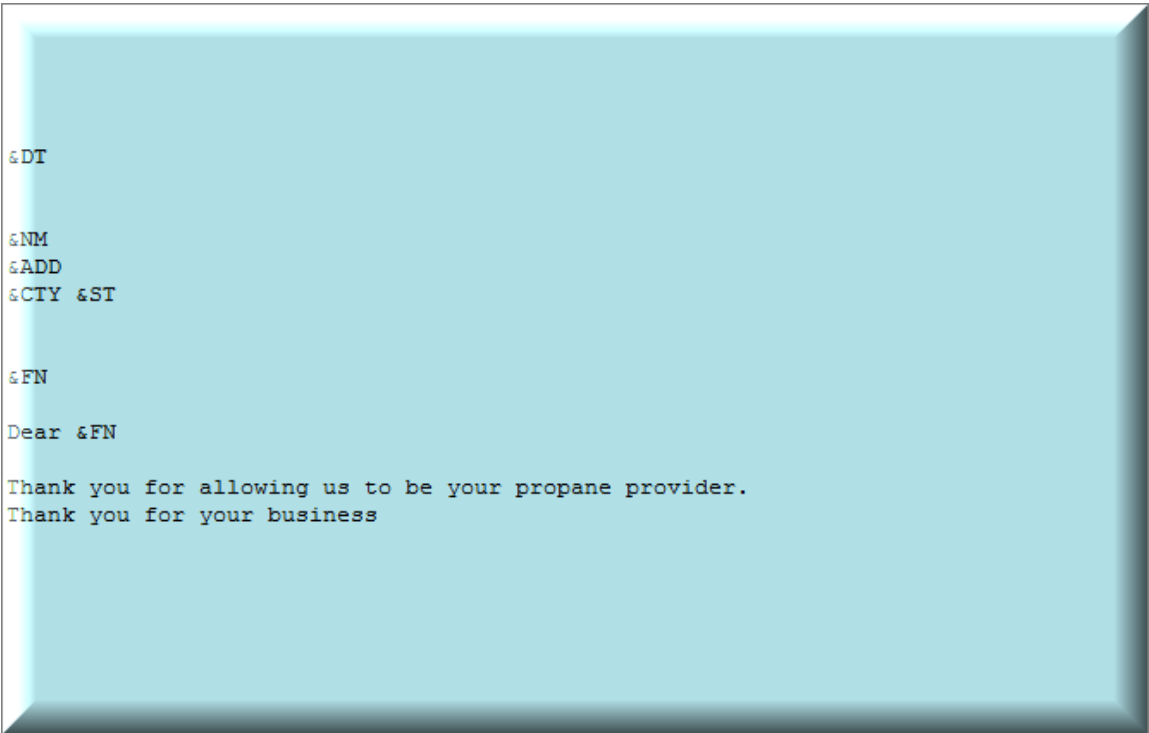 &DT
&NM
&ADD
&CTY &ST
&FN
Dear &FN
Thank you for allowing us to be your propane provider.
Thank you for your business